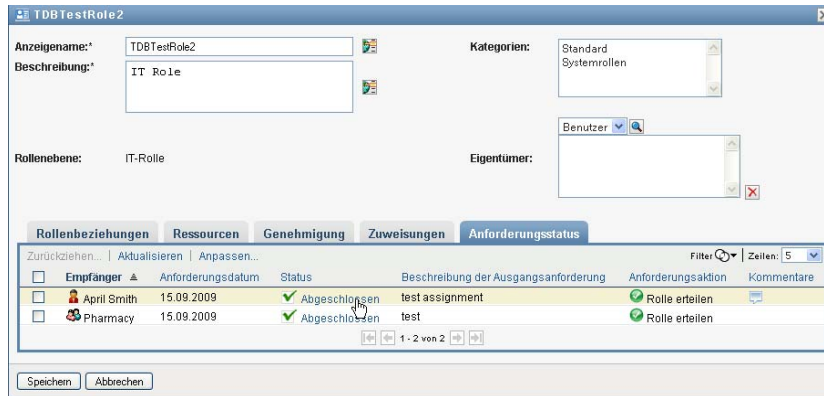 TDBTestRole2
Anzeigename:* TDBTestRole2 Kategorien: Standard
Systemrollen
Beschreibung:* IT Role
Benutzer
Rollenebene: IT-Rolle Eigentümer:
Rollenbeziehungen Ressourcen Genehmigung Zuweisungen Anforderungsstatus
Zurückziehen... | Aktualisieren | Anpassen... Filter | Zeilen: 5
Empfänger Anforderungsdatum Status Beschreibung der Ausgangsanforderung Anforderungsaktion Kommentare
April Smith 15.09.2009 Abgeschlossen test assignment Rolle erteilen
Pharmacy 15.09.2009 Abgeschlossen test Rolle erteilen
1 - 2 von 2
Speichern Abbrechen